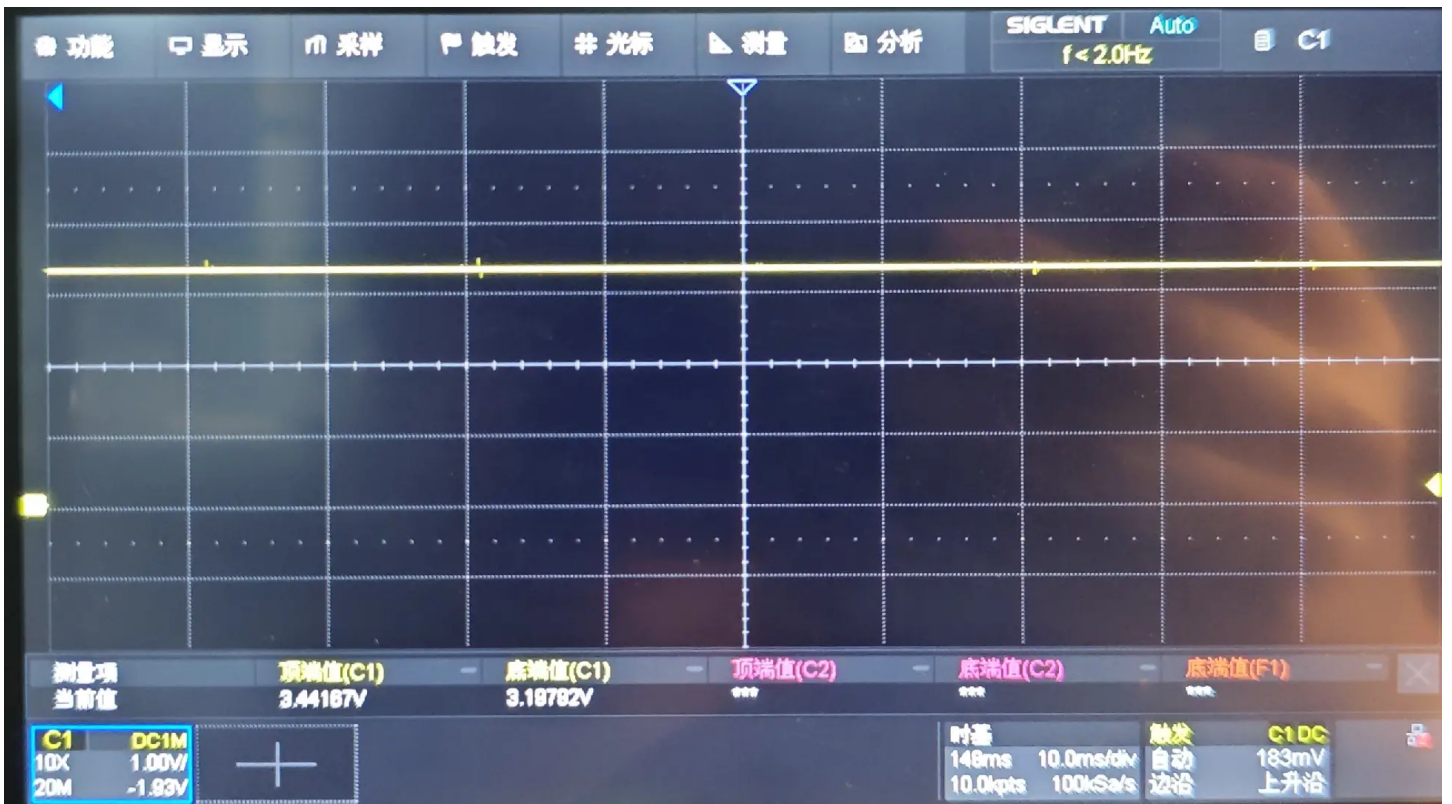 功能 显示 采样 触发 光标 测量 分析 SIGLENT Auto C1
f < 2.0Hz
测量项 顶端值(C1) 底端值(C1) 顶端值(C2) 底端值(C2) 底端值(F1)
当前值 3.44167V 3.19792V *** *** ***
C1 DC1M 时基 触发 C1 DC
10X 1.00V/ 148ms 10.0ms/div 自动 183mV
20M -1.93V 10.0kpts 100kSa/s 边沿 上升沿